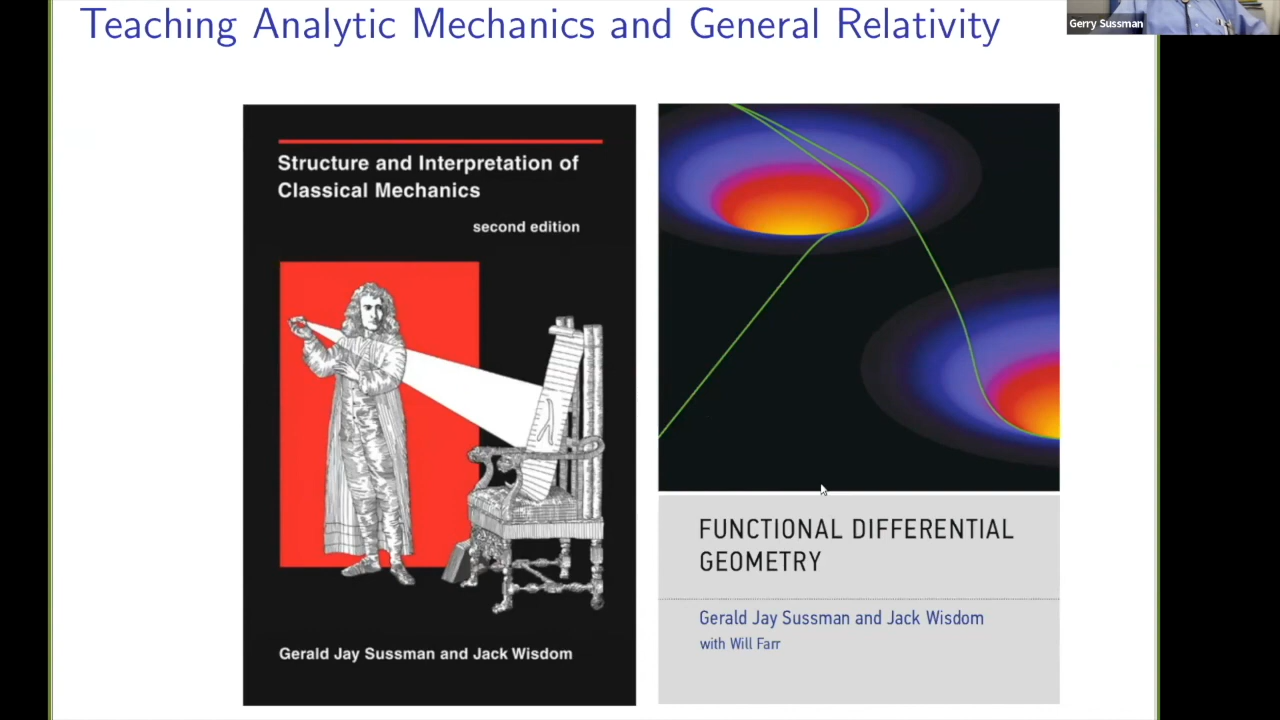 Teaching Analytic Mechanics and General Relativity
Gerry Sussman
Structure and Interpretation of
Classical Mechanics
second edition
Gerald Jay Sussman and Jack Wisdom
FUNCTIONAL DIFFERENTIAL
GEOMETRY
Gerald Jay Sussman and Jack Wisdom
with Will Farr